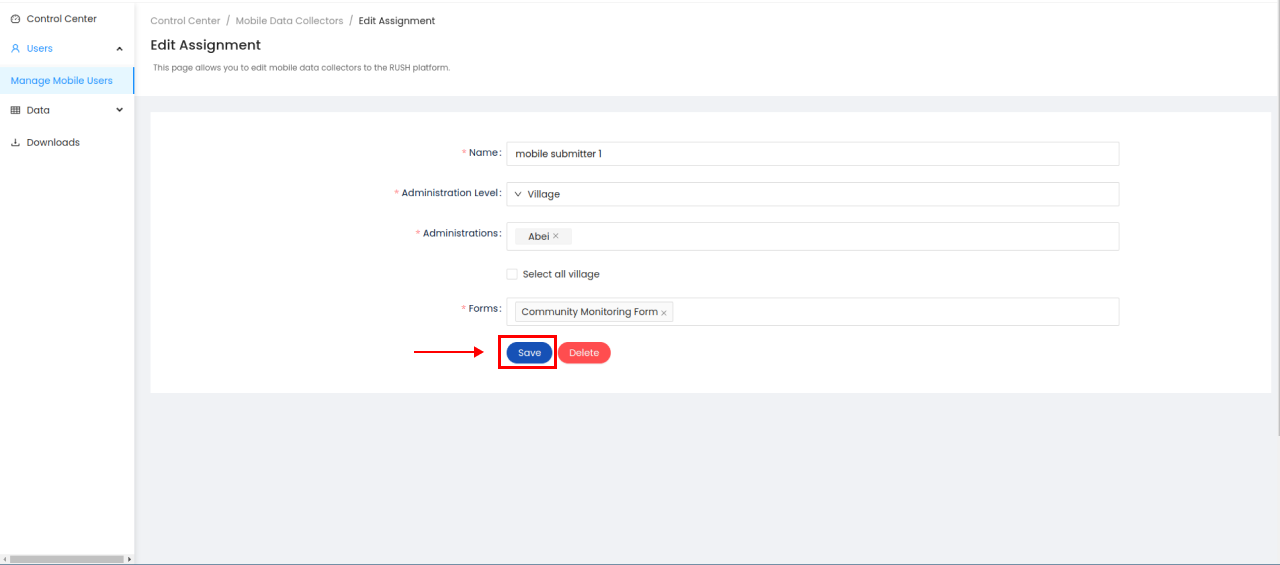 Control Center
Users
Manage Mobile Users
Data
Downloads
Control Center / Mobile Data Collectors / Edit Assignment
Edit Assignment
This page allows you to edit mobile data collectors to the RUSH platform.
* Name: mobile submitter 1
* Administration Level: Village
* Administrations: Abei ×
Select all village
* Forms: Community Monitoring Form ×
Save Delete